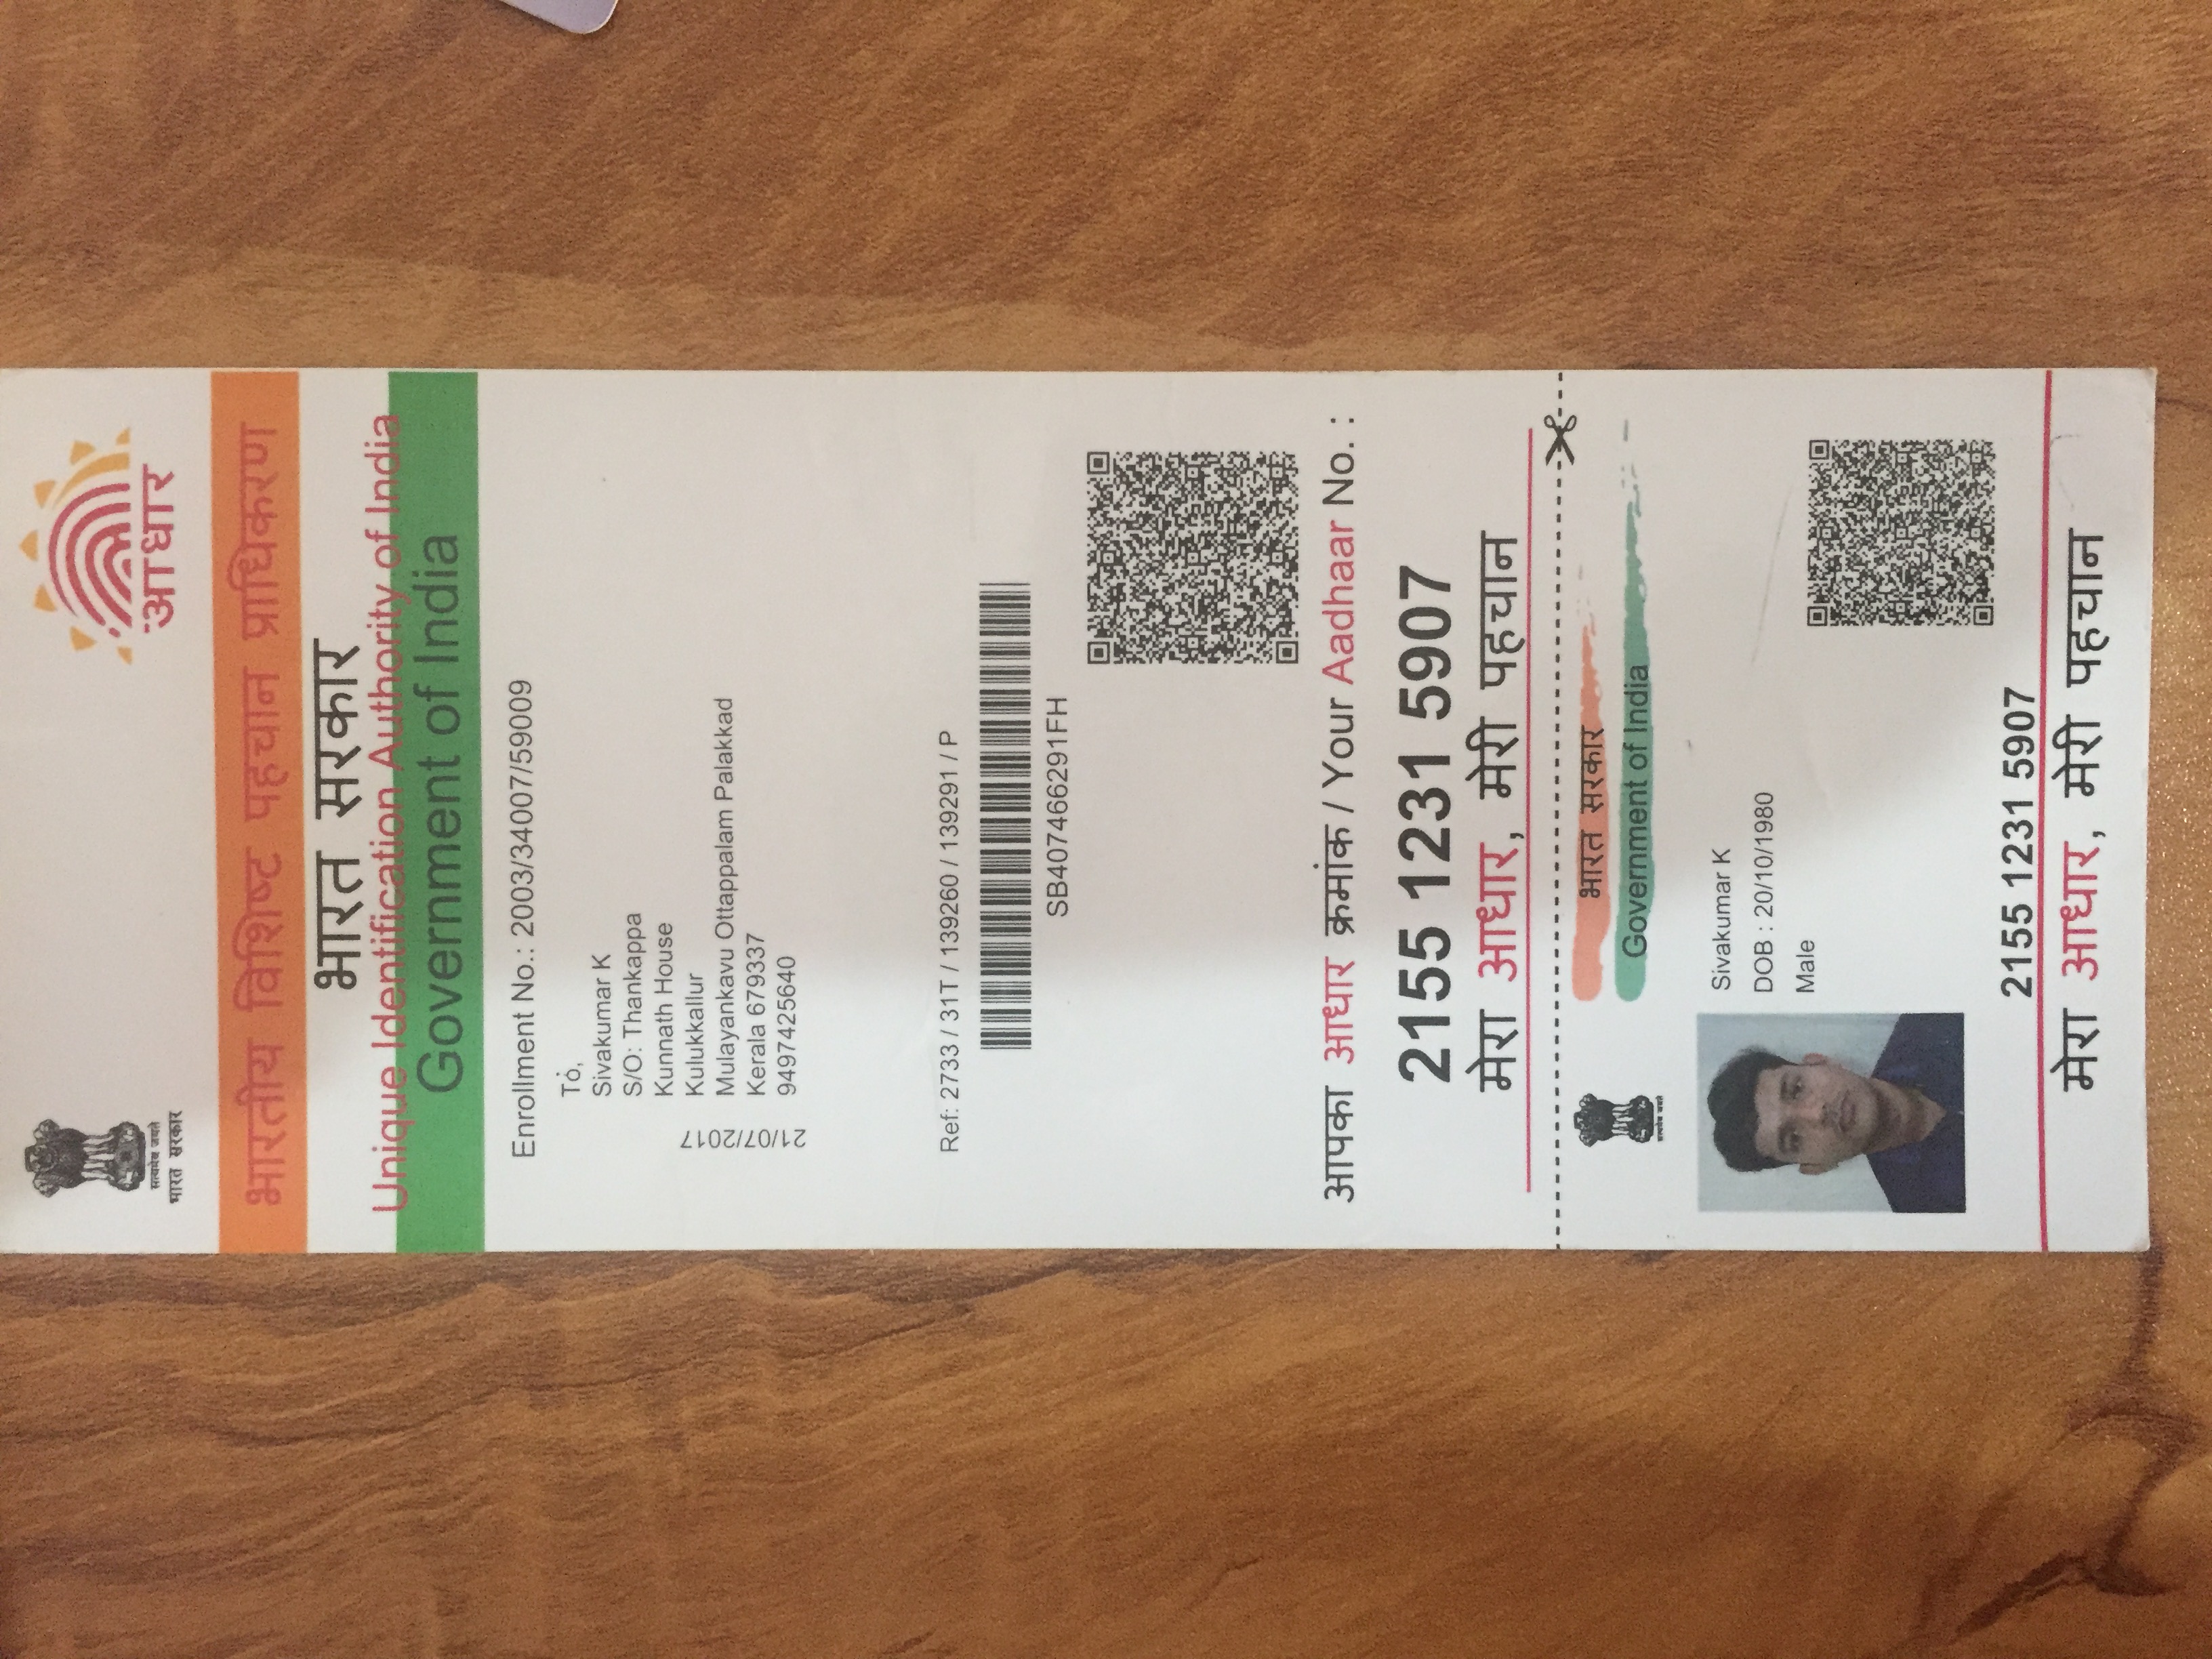 सत्यमेव जयते
भारत सरकार
आधार
भारतीय विशिष्ट पहचान प्राधिकरण
भारत सरकार
Unique Identification Authority of India
Government of India
Enrollment No.: 2003/34007/59009
To,
Sivakumar K
S/O: Thankappa
Kunnath House
Kulukkallur
Mulayankavu Ottappalam Palakkad
Kerala 679337
9497425640
21/07/2017
Ref: 2733 / 31T / 139260 / 139291 / P
SB407466291FH
आपका आधार क्रमांक / Your Aadhaar No. :
2155 1231 5907
मेरा आधार, मेरी पहचान
सत्यमेव जयते
भारत सरकार
Government of India
Sivakumar K
DOB : 20/10/1980
Male
2155 1231 5907
मेरा आधार, मेरी पहचान